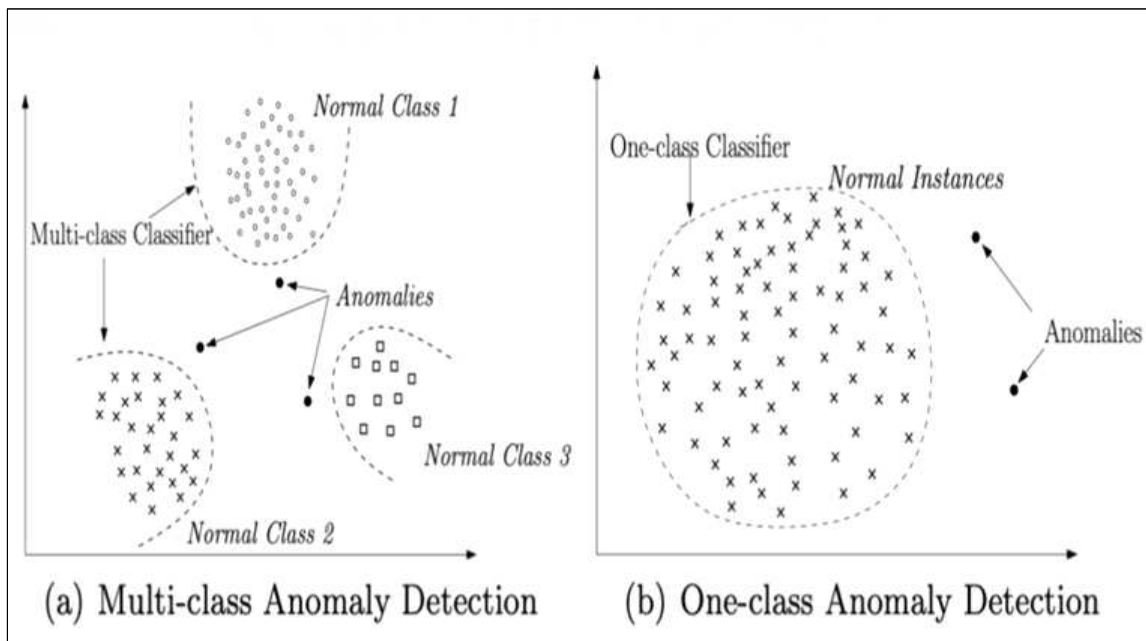 Normal Class 1
Multi-class Classifier
Anomalies
Normal Class 3
Normal Class 2
(a) Multi-class Anomaly Detection
One-class Classifier
Normal Instances
Anomalies
(b) One-class Anomaly Detection